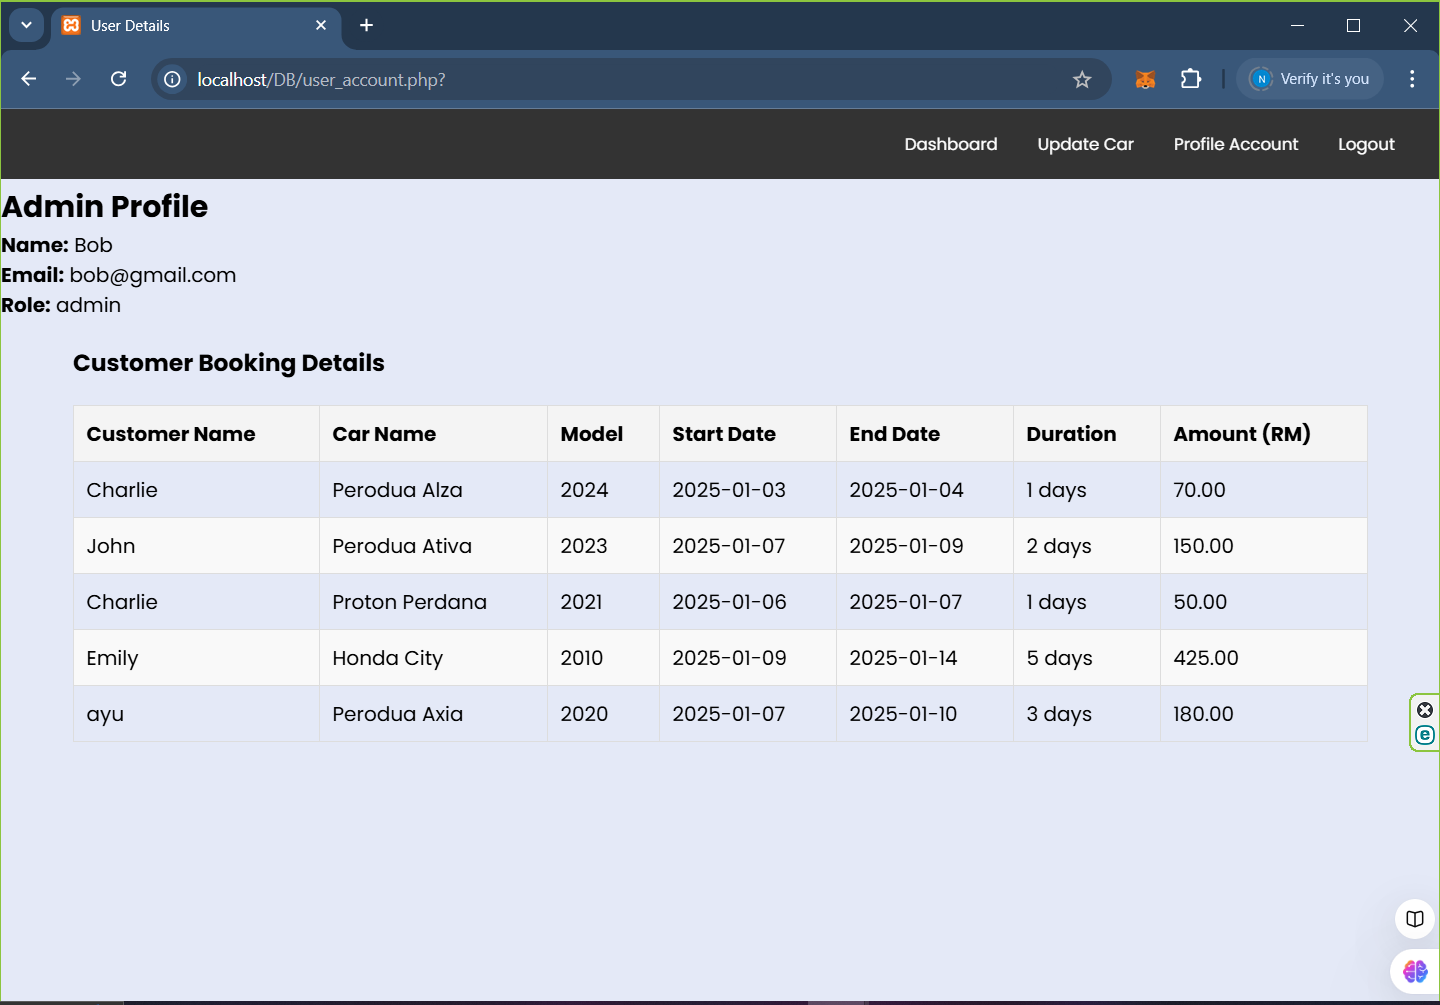 User Details
localhost/DB/user_account.php?
N Verify it's you
Dashboard Update Car Profile Account Logout
Admin Profile
Name: Bob
Email: bob@gmail.com
Role: admin
Customer Booking Details
Customer Name Car Name Model Start Date End Date Duration Amount (RM)
Charlie Perodua Alza 2024 2025-01-03 2025-01-04 1 days 70.00
John Perodua Ativa 2023 2025-01-07 2025-01-09 2 days 150.00
Charlie Proton Perdana 2021 2025-01-06 2025-01-07 1 days 50.00
Emily Honda City 2010 2025-01-09 2025-01-14 5 days 425.00
ayu Perodua Axia 2020 2025-01-07 2025-01-10 3 days 180.00
e